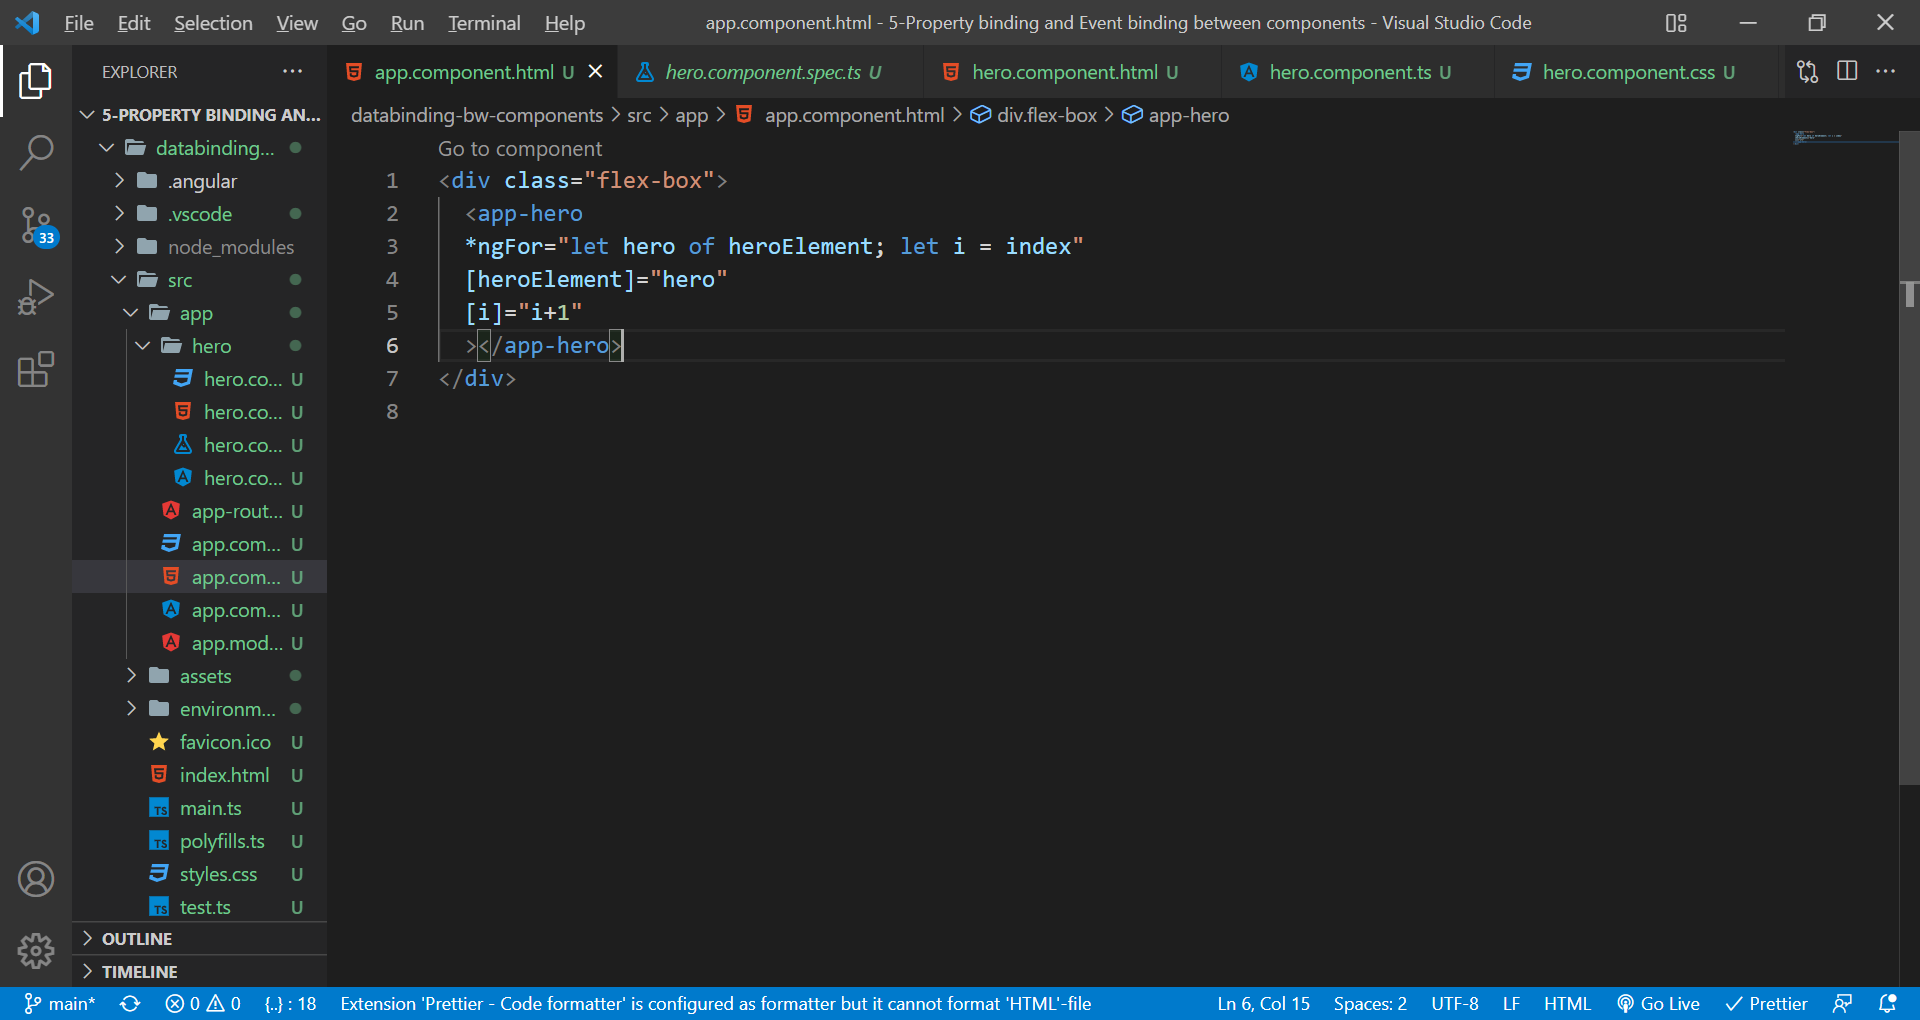 File Edit Selection View Go Run Terminal Help app.component.html - 5-Property binding and Event binding between components - Visual Studio Code
EXPLORER ···
app.component.html U
hero.component.spec.ts U
hero.component.html U
hero.component.ts U
hero.component.css U
databinding-bw-components > src > app > app.component.html > div.flex-box > app-hero
5-PROPERTY BINDING AN...
databinding...
.angular
.vscode
node_modules
src
app
hero
hero.co... U
hero.co... U
hero.co... U
hero.co... U
app-rout... U
app.com... U
app.com... U
app.com... U
app.mod... U
assets
environm...
favicon.ico U
index.html U
main.ts U
polyfills.ts U
styles.css U
test.ts U
OUTLINE
TIMELINE
33
Go to component
1 <div class="flex-box">
2 <app-hero
3 *ngFor="let hero of heroElement; let i = index"
4 [heroElement]="hero"
5 [i]="i+1"
6 ></app-hero>
7 </div>
8
main* 0 0 {..} : 18 Extension 'Prettier - Code formatter' is configured as formatter but it cannot format 'HTML'-file Ln 6, Col 15 Spaces: 2 UTF-8 LF HTML Go Live Prettier